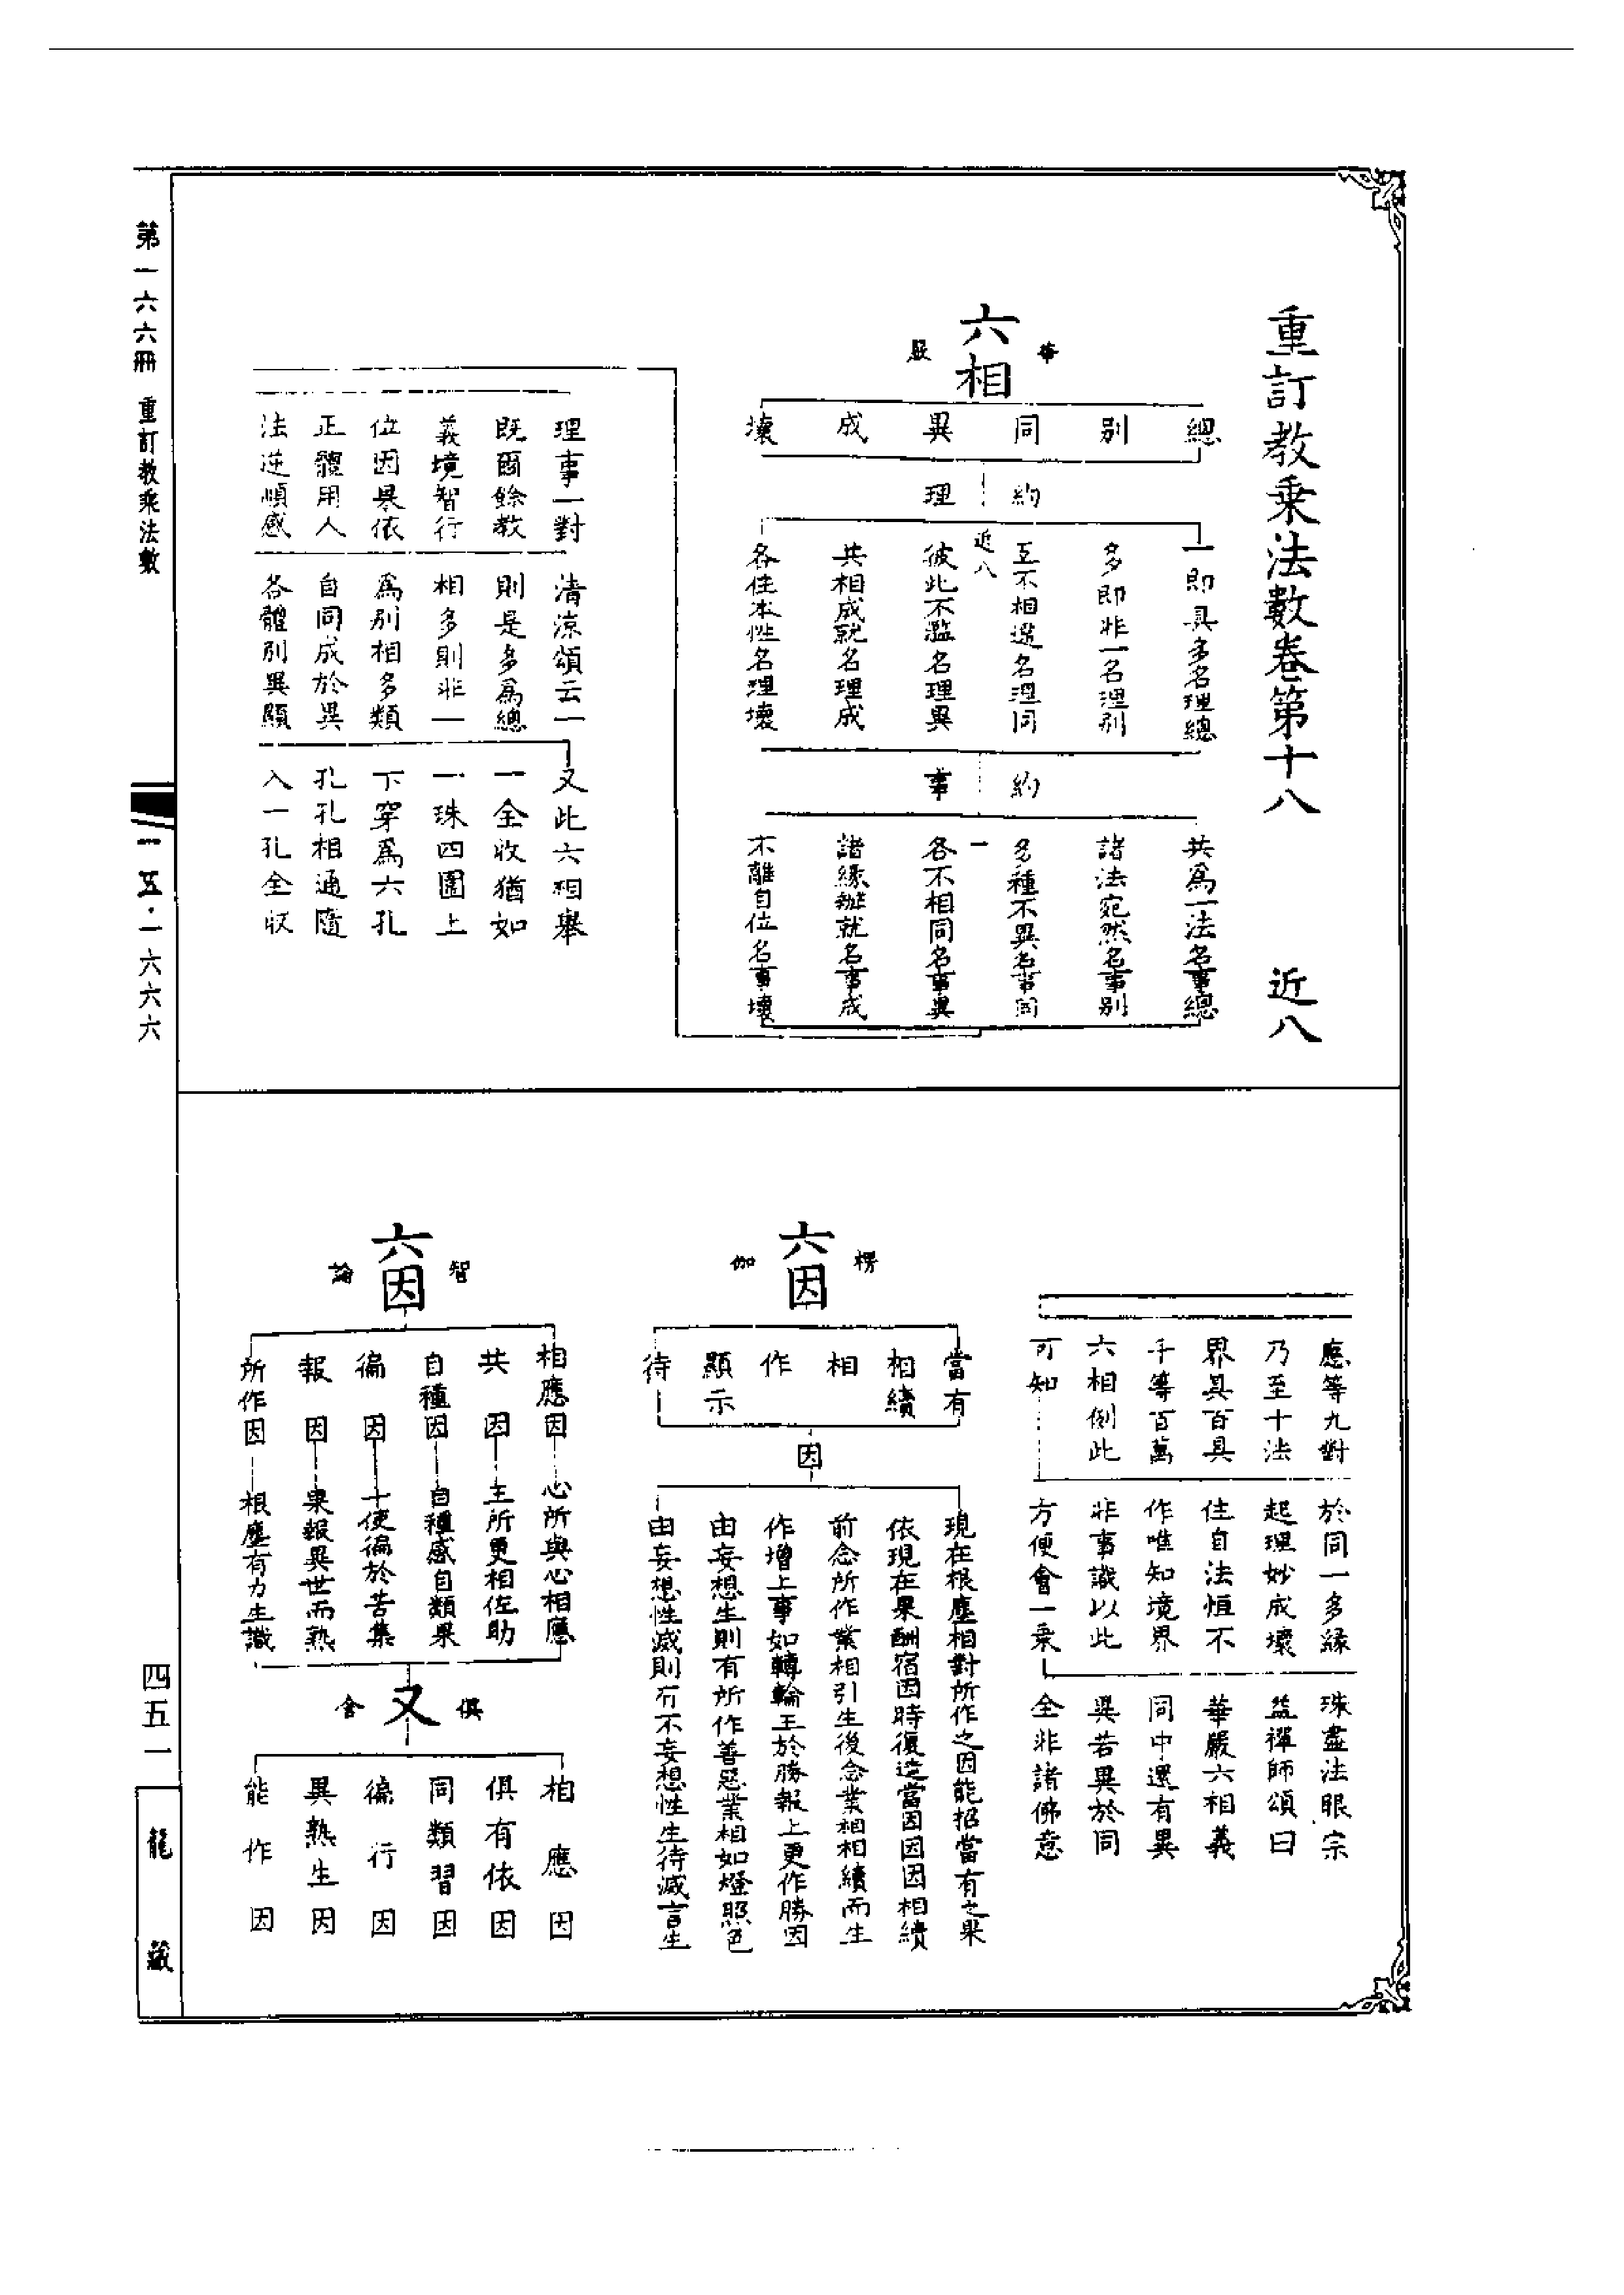 重訂教乘法數卷第十八 近八
六相
華嚴
總
別
同
異
成
壞
約理
一即具多名理總
多即非一名理別
互不相違名理同
近八
彼此不濫名理異
共相成就名理成
各住本性名理壞
約事
共爲一法名事總
諸法宛然名事別
多種不異名事同
一
各不相同名事異
諸緣辦就名事成
不離自位名事壞
理事一對
既爾餘教
義境智行
位因果依
正體用人
法逆順感
清涼頌云一
則是多爲總
相多則非一
爲別相多類
自同成於異
各體別異顯
又此六相舉
一全收猶如
一珠四圍上
下穿爲六孔
孔孔相通隨
入一孔全收
應等九對
乃至十法
界具百具
千等百萬
六相例此
可知
於同一多緣
起理妙成壞
住自法恒不
作唯知境界
非事識以此
方便會一乘
珠盡法眼宗
益禪師頌曰
華嚴六相義
同中還有異
異若異於同
全非諸佛意
六因
楞伽
當有
相續
相
作
顯示
待
因
現在根塵相對所作之因能招當有之果
依現在果酬宿因時復造當因因因相續
前念所作業相引生後念業相相續而生
作增上事如轉輪王於勝報上更作勝因
由妄想生則有所作善惡業相如燈照色
由妄想性滅則有不妄想性生待滅言生
六因
智論
相應因 心所與心相應
共因 主所更相佐助
自種因 自種感自類果
徧因 十使徧於苦集
報因 果報異世而熟
所作因 根塵有力生識
又
俱舍
相應因
俱有依因
同類習因
徧行因
異熟生因
能作因
第一六六冊 重訂教乘法數
一五·一六六六
四五一
龍藏